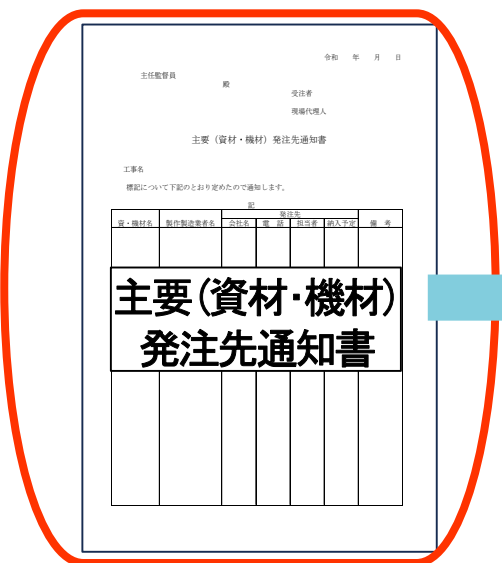 令和　年　月　日
主任監督員
殿
受注者
現場代理人
主要（資材・機材）発注先通知書
工事名
標記について下記のとおり定めたので通知します。
記
発注先
資・機材名　製作製造業者名　会社名　電　話　担当者　納入予定　備　考
主要(資材・機材)
発注先通知書